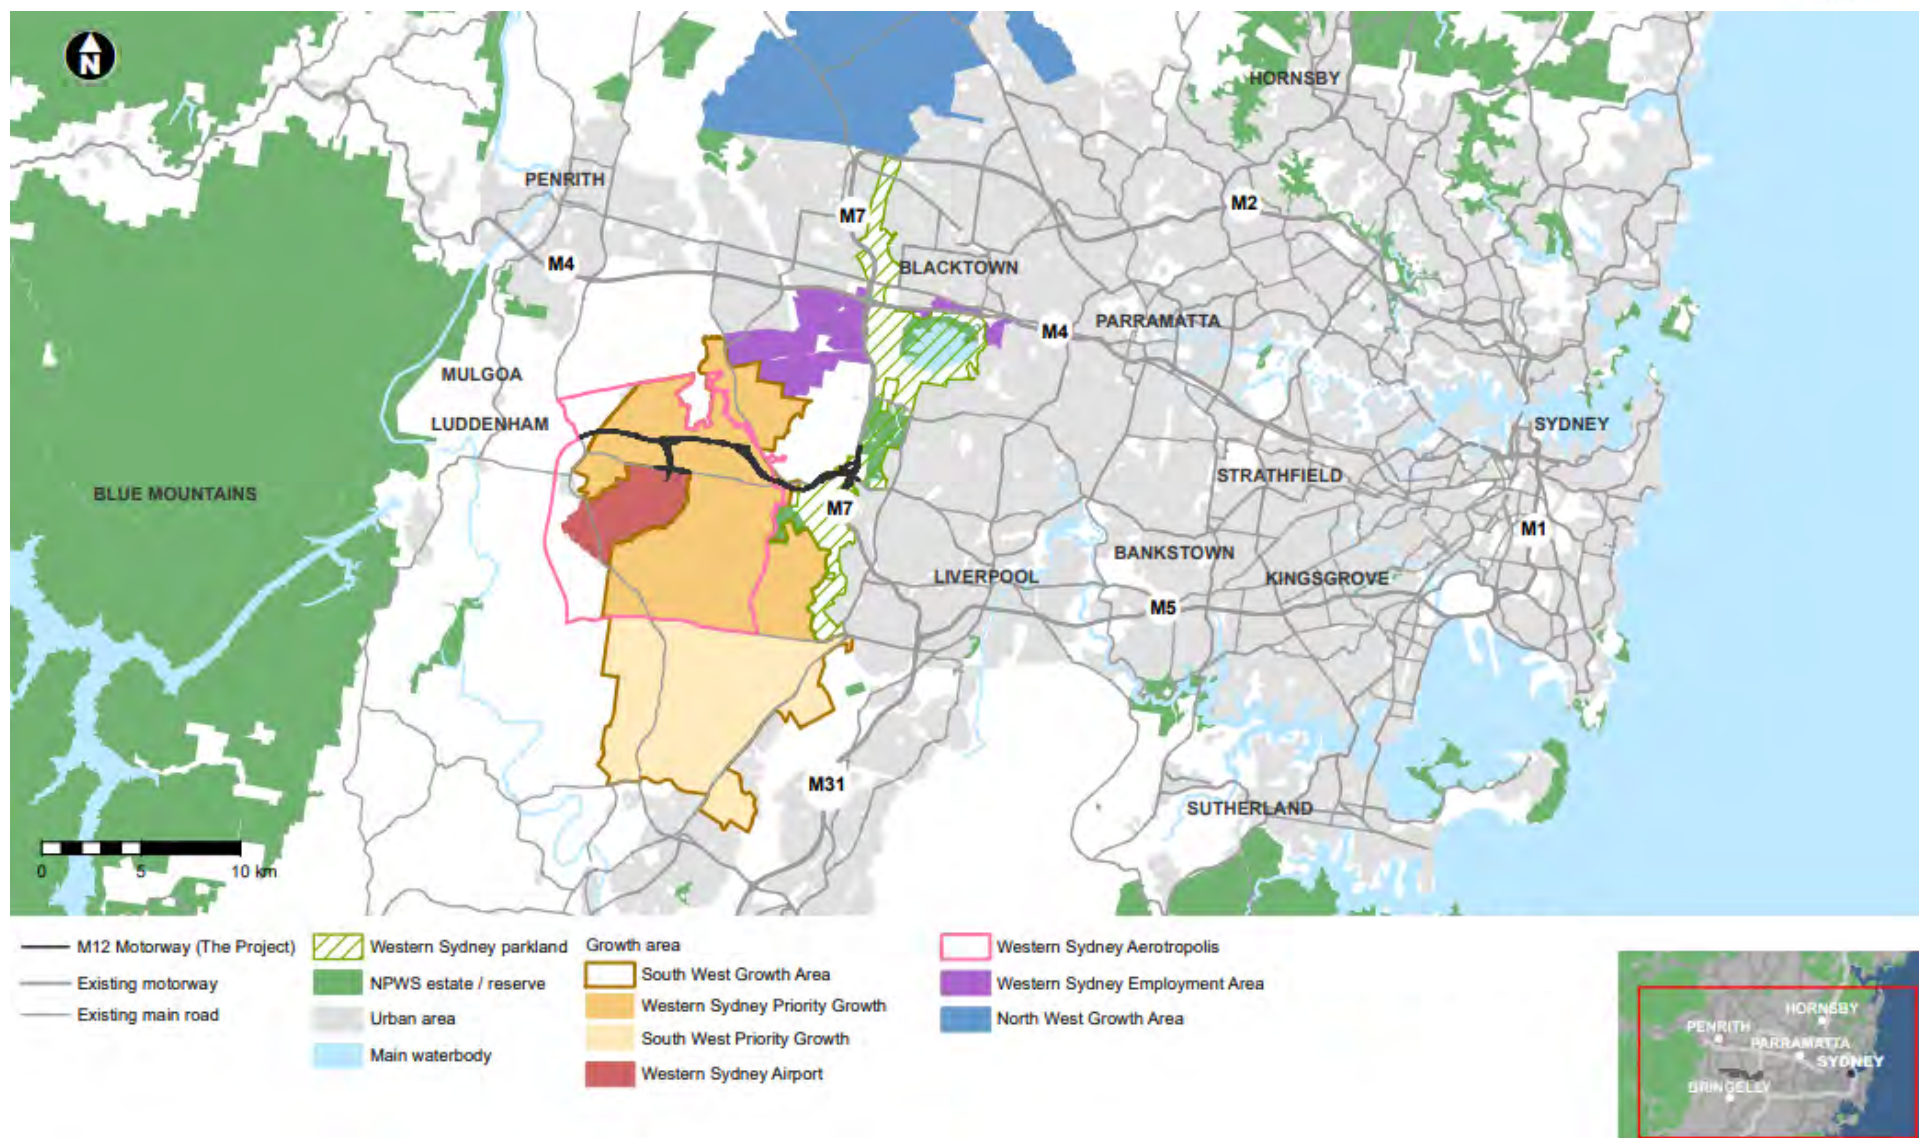 N
HORNSBY
PENRITH
M7
M2
M4
BLACKTOWN
M4
PARRAMATTA
MULGOA
LUDDENHAM
SYDNEY
STRATHFIELD
BLUE MOUNTAINS
M7
M1
BANKSTOWN
LIVERPOOL
KINGSGROVE
M5
M31
SUTHERLAND
0 5 10 km
M12 Motorway (The Project)
Existing motorway
Existing main road
Western Sydney parkland
NPWS estate / reserve
Urban area
Main waterbody
Growth area
South West Growth Area
Western Sydney Priority Growth
South West Priority Growth
Western Sydney Airport
Western Sydney Aerotropolis
Western Sydney Employment Area
North West Growth Area
HORNSBY
PENRITH
PARRAMATTA
SYDNEY
BRINGELLY